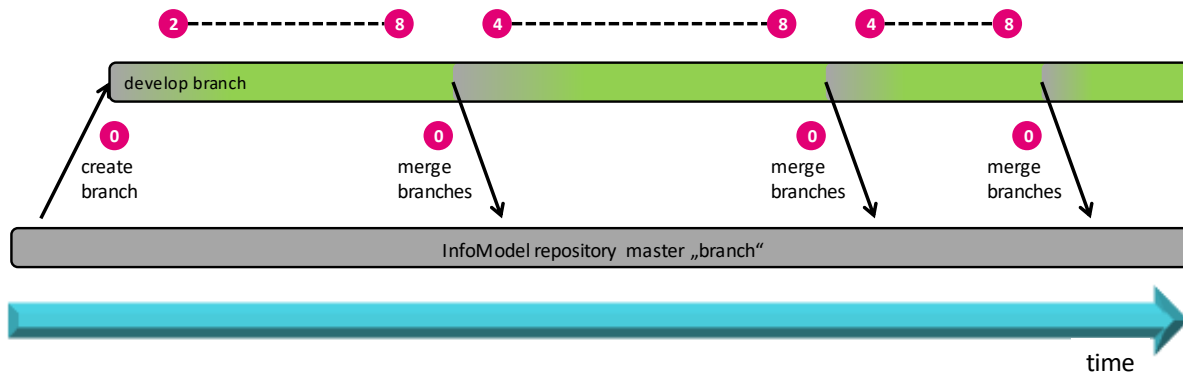 2 8 4 8 4 8
develop branch
0 0 0 0
create merge merge merge
branch branches branches branches
InfoModel repository master „branch“
time